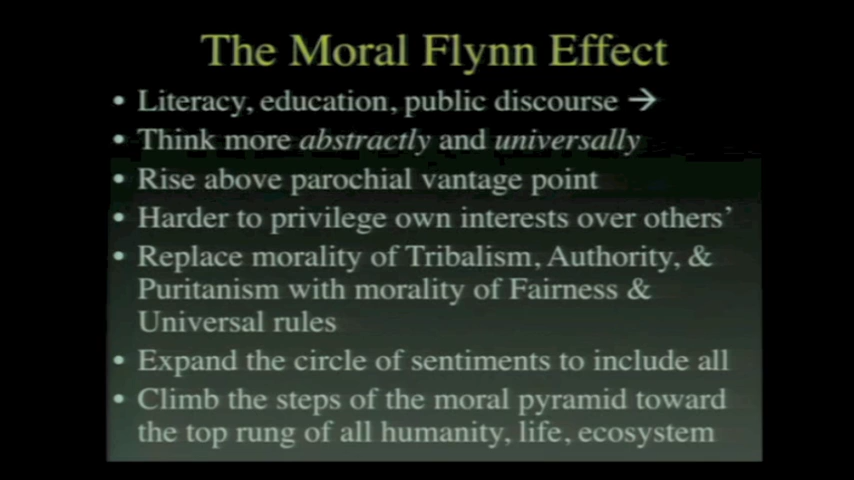 The Moral Flynn Effect
• Literacy, education, public discourse →
• Think more abstractly and universally
• Rise above parochial vantage point
• Harder to privilege own interests over others’
• Replace morality of Tribalism, Authority, &
Puritanism with morality of Fairness &
Universal rules
• Expand the circle of sentiments to include all
• Climb the steps of the moral pyramid toward
the top rung of all humanity, life, ecosystem